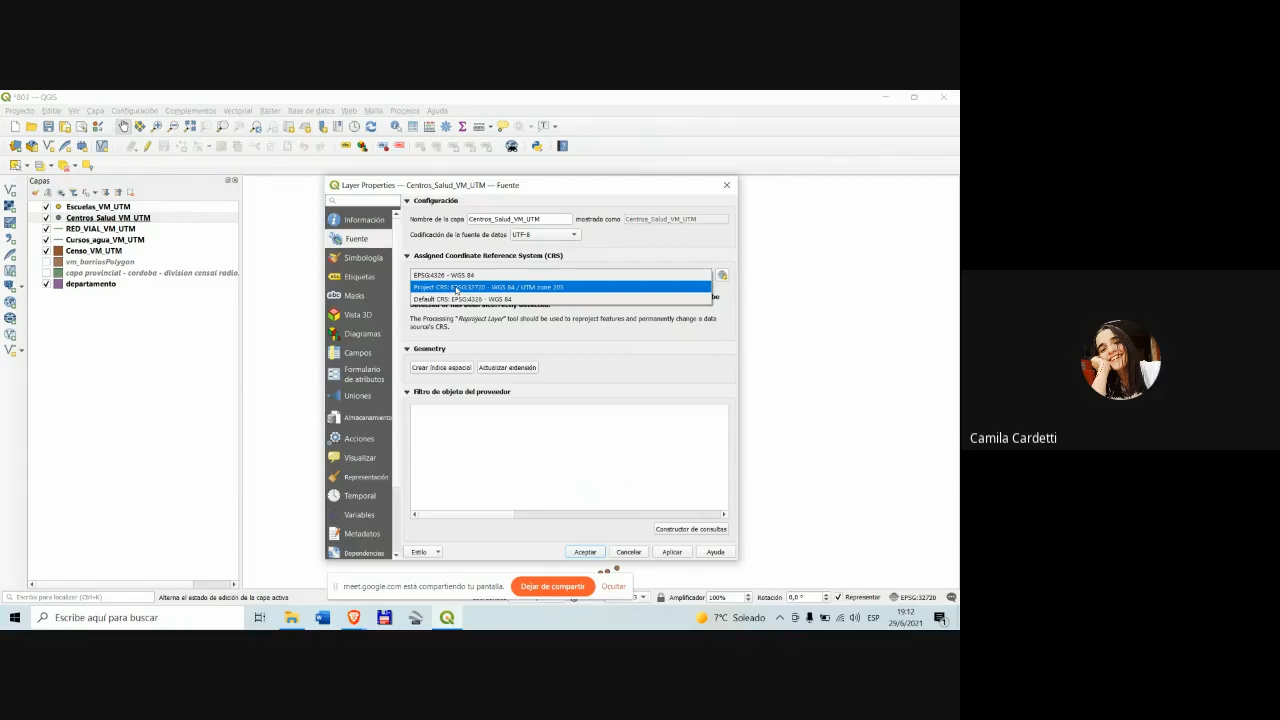 *B03 — QGIS
Proyecto Editar Ver Capa Configuración Complementos Vectorial Ráster Base de datos Web Malla Procesos Ayuda
Capas
Escuelas_VM_UTM
Centros_Salud_VM_UTM
RED_VIAL_VM_UTM
Cursos_agua_VM_UTM
Censo_VM_UTM
vm_barriosPolygon
capa provincial - cordoba - division censal radio.
departamento
Layer Properties — Centros_Salud_VM_UTM — Fuente
Información
Fuente
Simbología
Etiquetas
Masks
Vista 3D
Diagramas
Campos
Formulario de atributos
Uniones
Almacenamiento
Acciones
Visualizar
Representación
Temporal
Variables
Metadatos
Dependencias
Configuración
Nombre de la capa Centros_Salud_VM_UTM mostrada como Centros_Salud_VM_UTM
Codificación de la fuente de datos UTF-8
Assigned Coordinate Reference System (CRS)
EPSG:4326 - WGS 84
Project CRS: EPSG:32720 - WGS 84 / UTM zone 20S
Default CRS: EPSG:4326 - WGS 84
The Processing "Reproject Layer" tool should be used to reproject features and permanently change a data
source's CRS.
Geometry
Crear índice espacial Actualizar extensión
Filtro de objeto del proveedor
Constructor de consultas
Estilo Aceptar Cancelar Aplicar Ayuda
meet.google.com está compartiendo tu pantalla. Dejar de compartir Ocultar
Escriba para localizar (Ctrl+K) Alterna el estado de edición de la capa activa Amplificador 100% Rotación 0,0 ° Representar EPSG:32720
Escribe aquí para buscar
7°C Soleado ESP 19:12
29/6/2021
Camila Cardetti